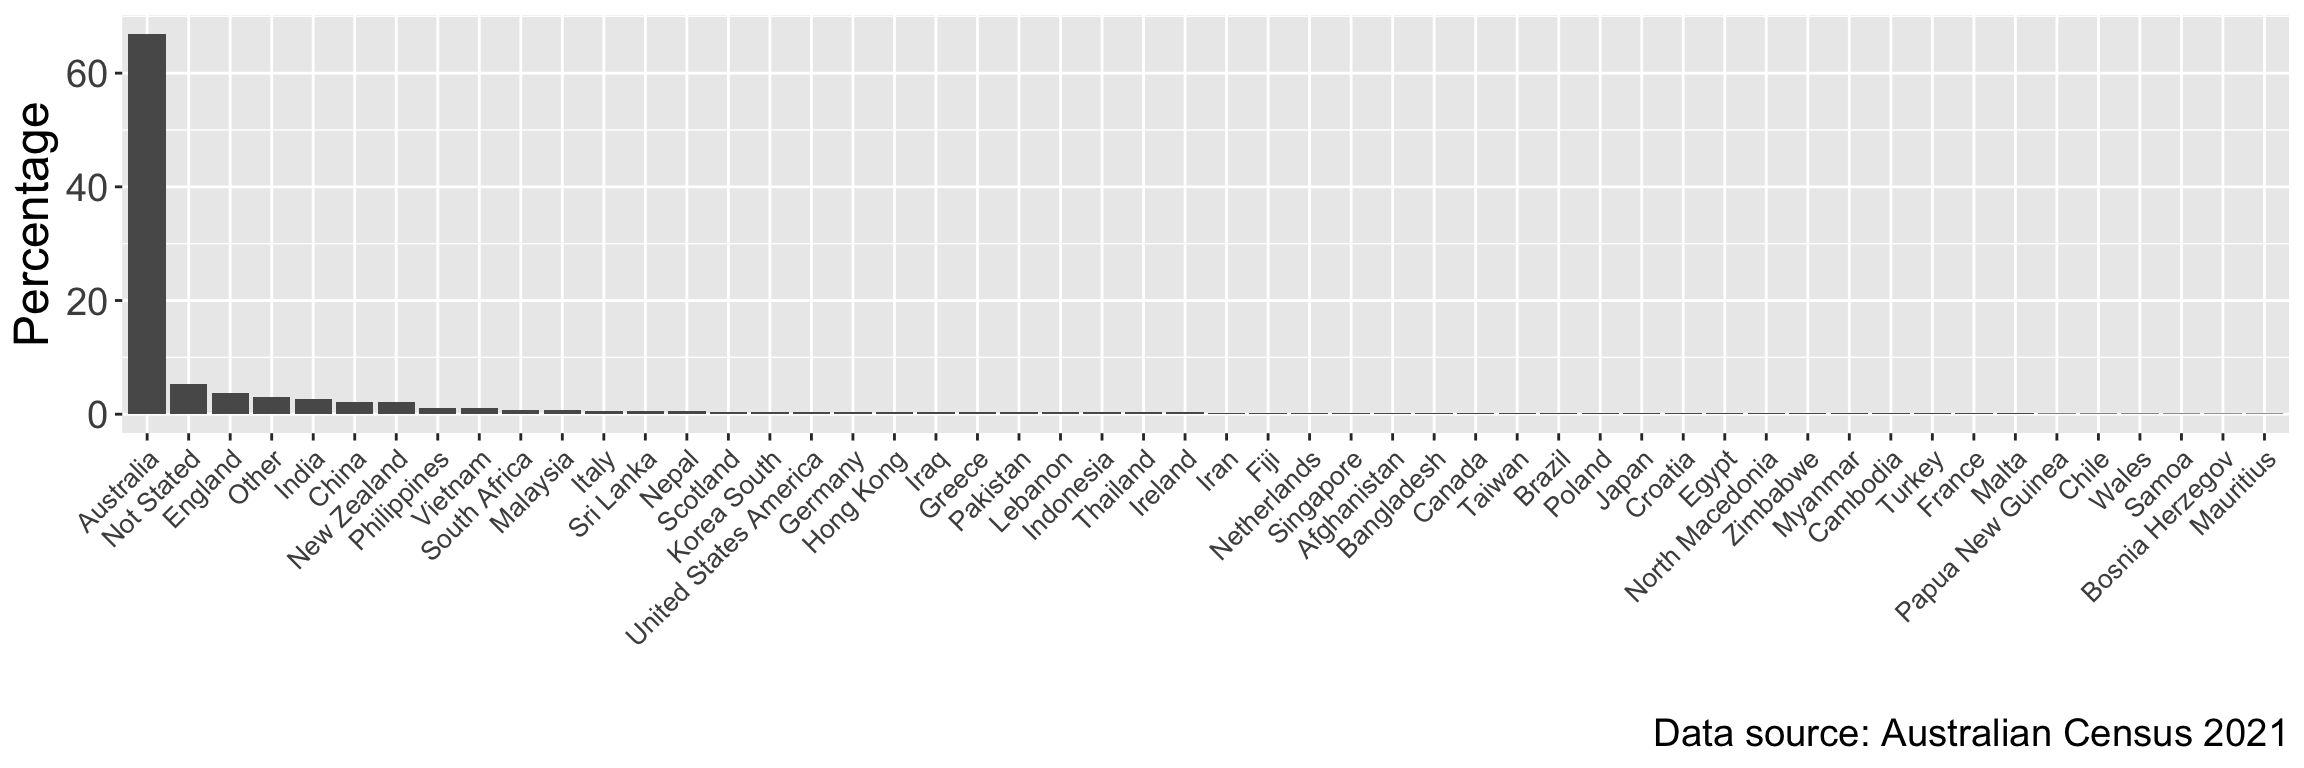 Percentage
60
40
20
0
Australia
Not Stated
England
Other
India
China
New Zealand
Philippines
Vietnam
South Africa
Malaysia
Italy
Sri Lanka
Nepal
Scotland
Korea South
United States America
Germany
Hong Kong
Iraq
Greece
Pakistan
Lebanon
Indonesia
Thailand
Ireland
Iran
Fiji
Netherlands
Singapore
Afghanistan
Bangladesh
Canada
Taiwan
Brazil
Poland
Japan
Croatia
Egypt
North Macedonia
Zimbabwe
Myanmar
Cambodia
Turkey
France
Malta
Papua New Guinea
Chile
Wales
Samoa
Bosnia Herzegov
Mauritius
Data source: Australian Census 2021